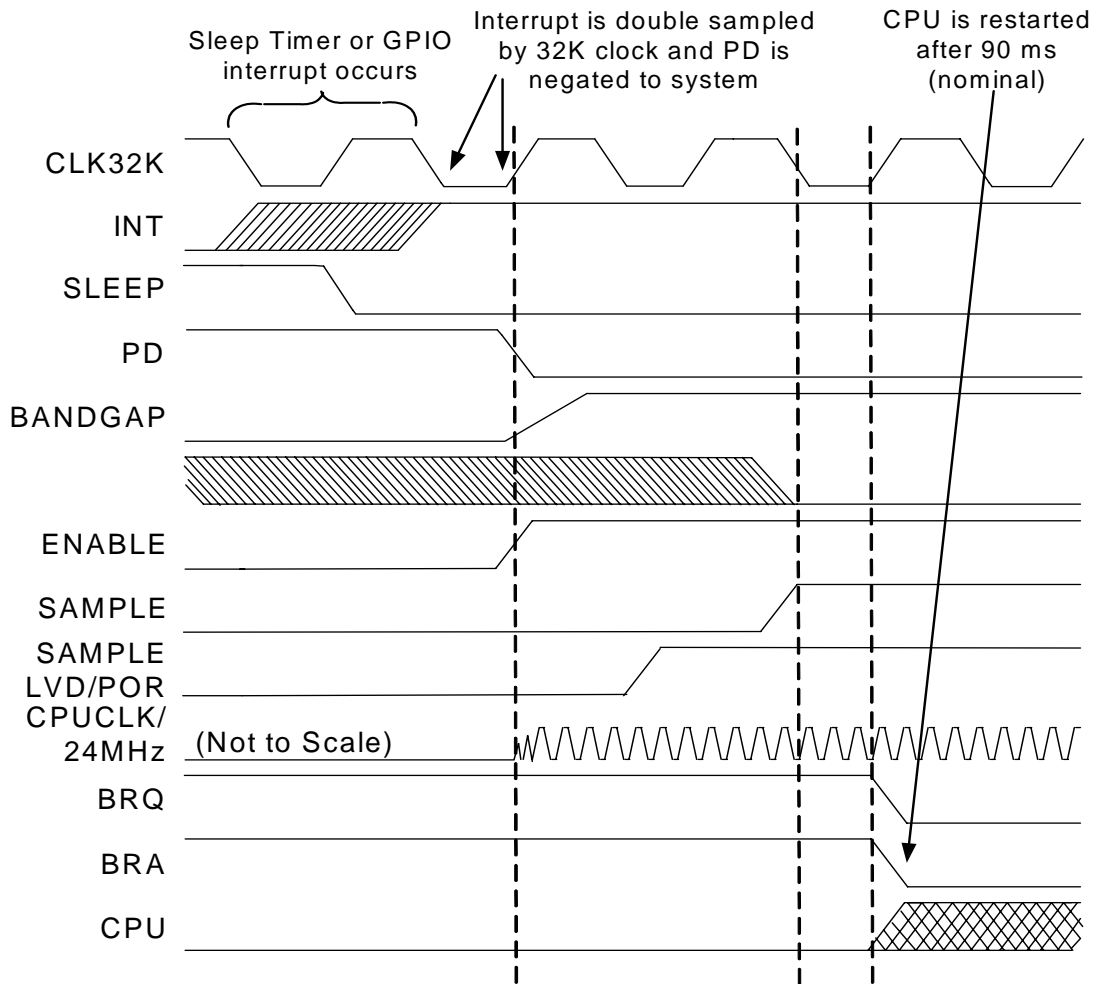 Sleep Timer or GPIO
interrupt occurs
Interrupt is double sampled
by 32K clock and PD is
negated to system
CPU is restarted
after 90 ms
(nominal)
CLK32K
INT
SLEEP
PD
BANDGAP
ENABLE
SAMPLE
SAMPLE
LVD/POR
CPUCLK/
24MHz
(Not to Scale)
BRQ
BRA
CPU